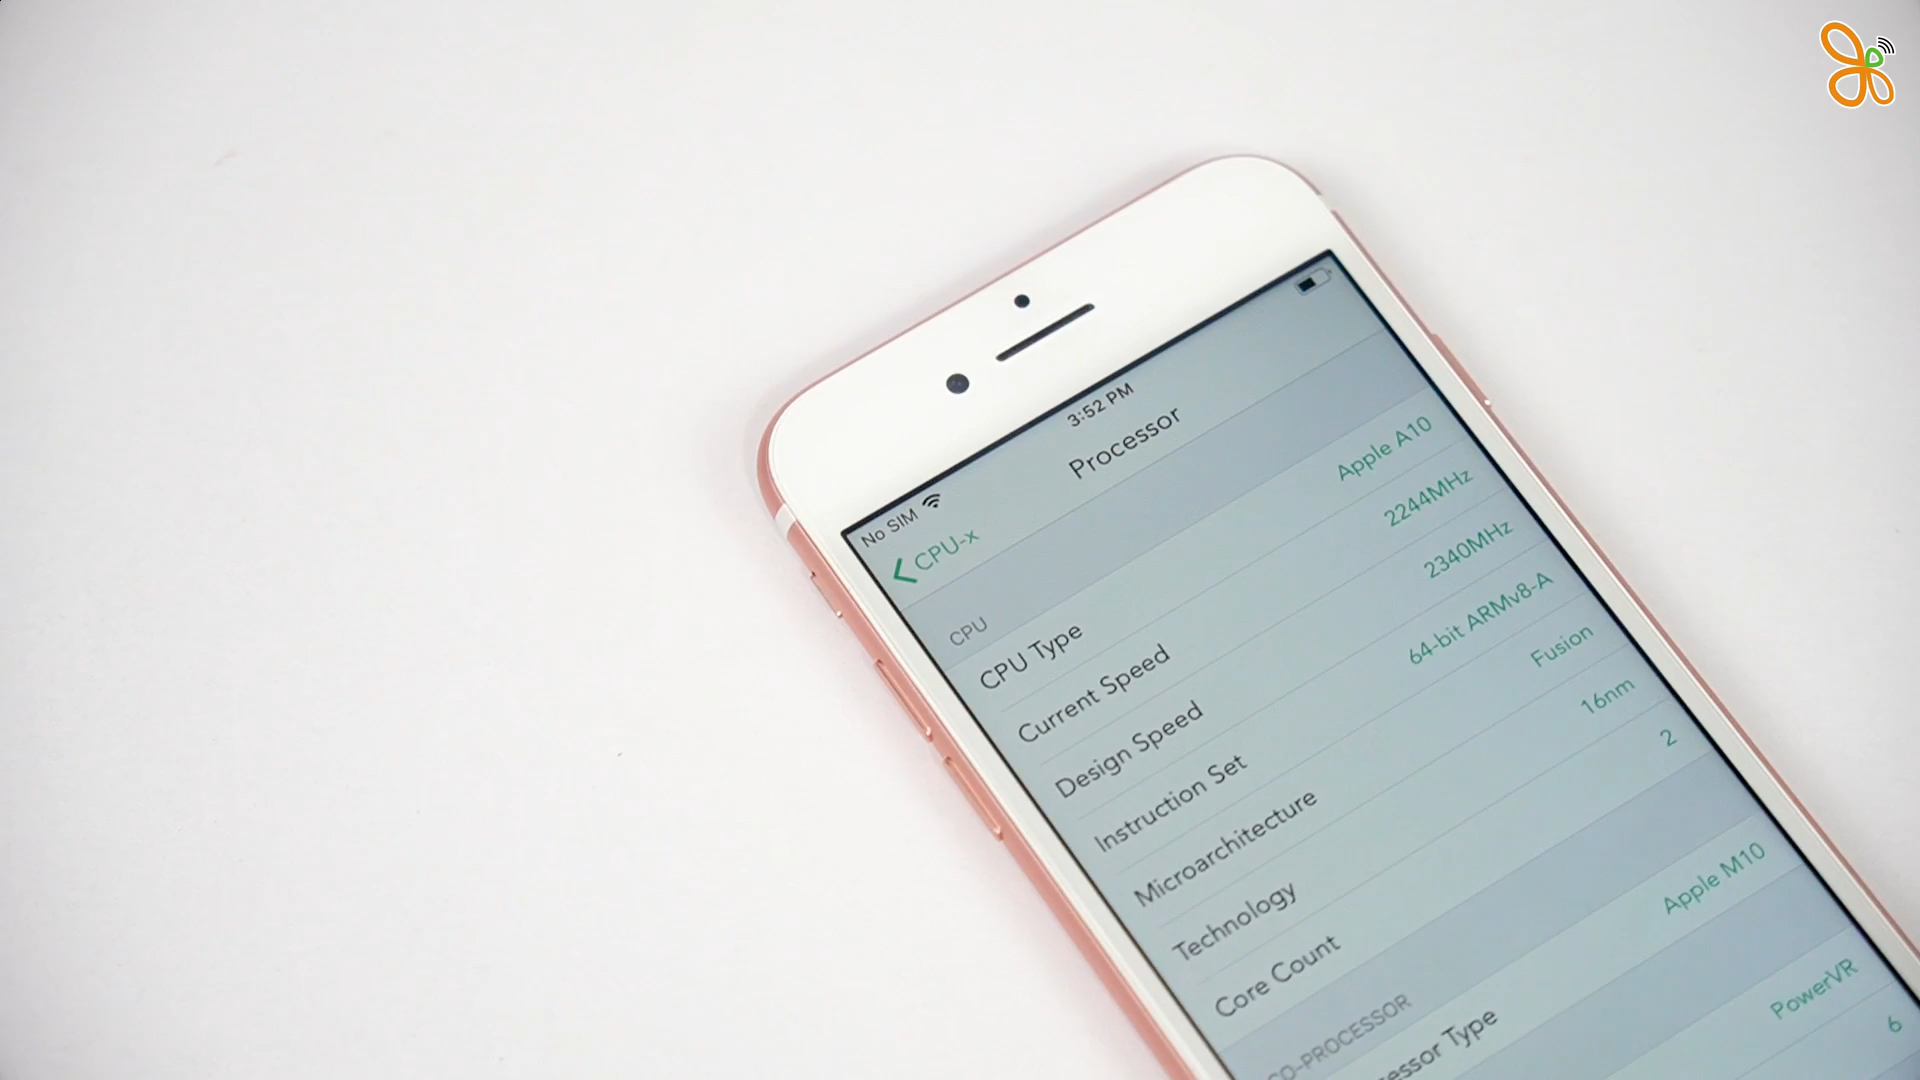 3:52 PM
No SIM
CPU-x
Processor
CPU
CPU Type Apple A10
Current Speed 2244MHz
Design Speed 2340MHz
Instruction Set 64-bit ARMv8-A
Microarchitecture Fusion
Technology 16nm
Core Count 2
CO-PROCESSOR
Type Apple M10
PowerVR
6